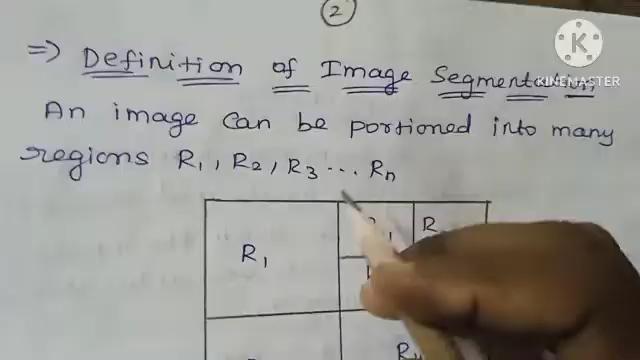 2
⇒ Definition of Image Segmentation
KINEMASTER
An image can be portioned into many
regions R1, R2, R3 ... Rn
R1
R